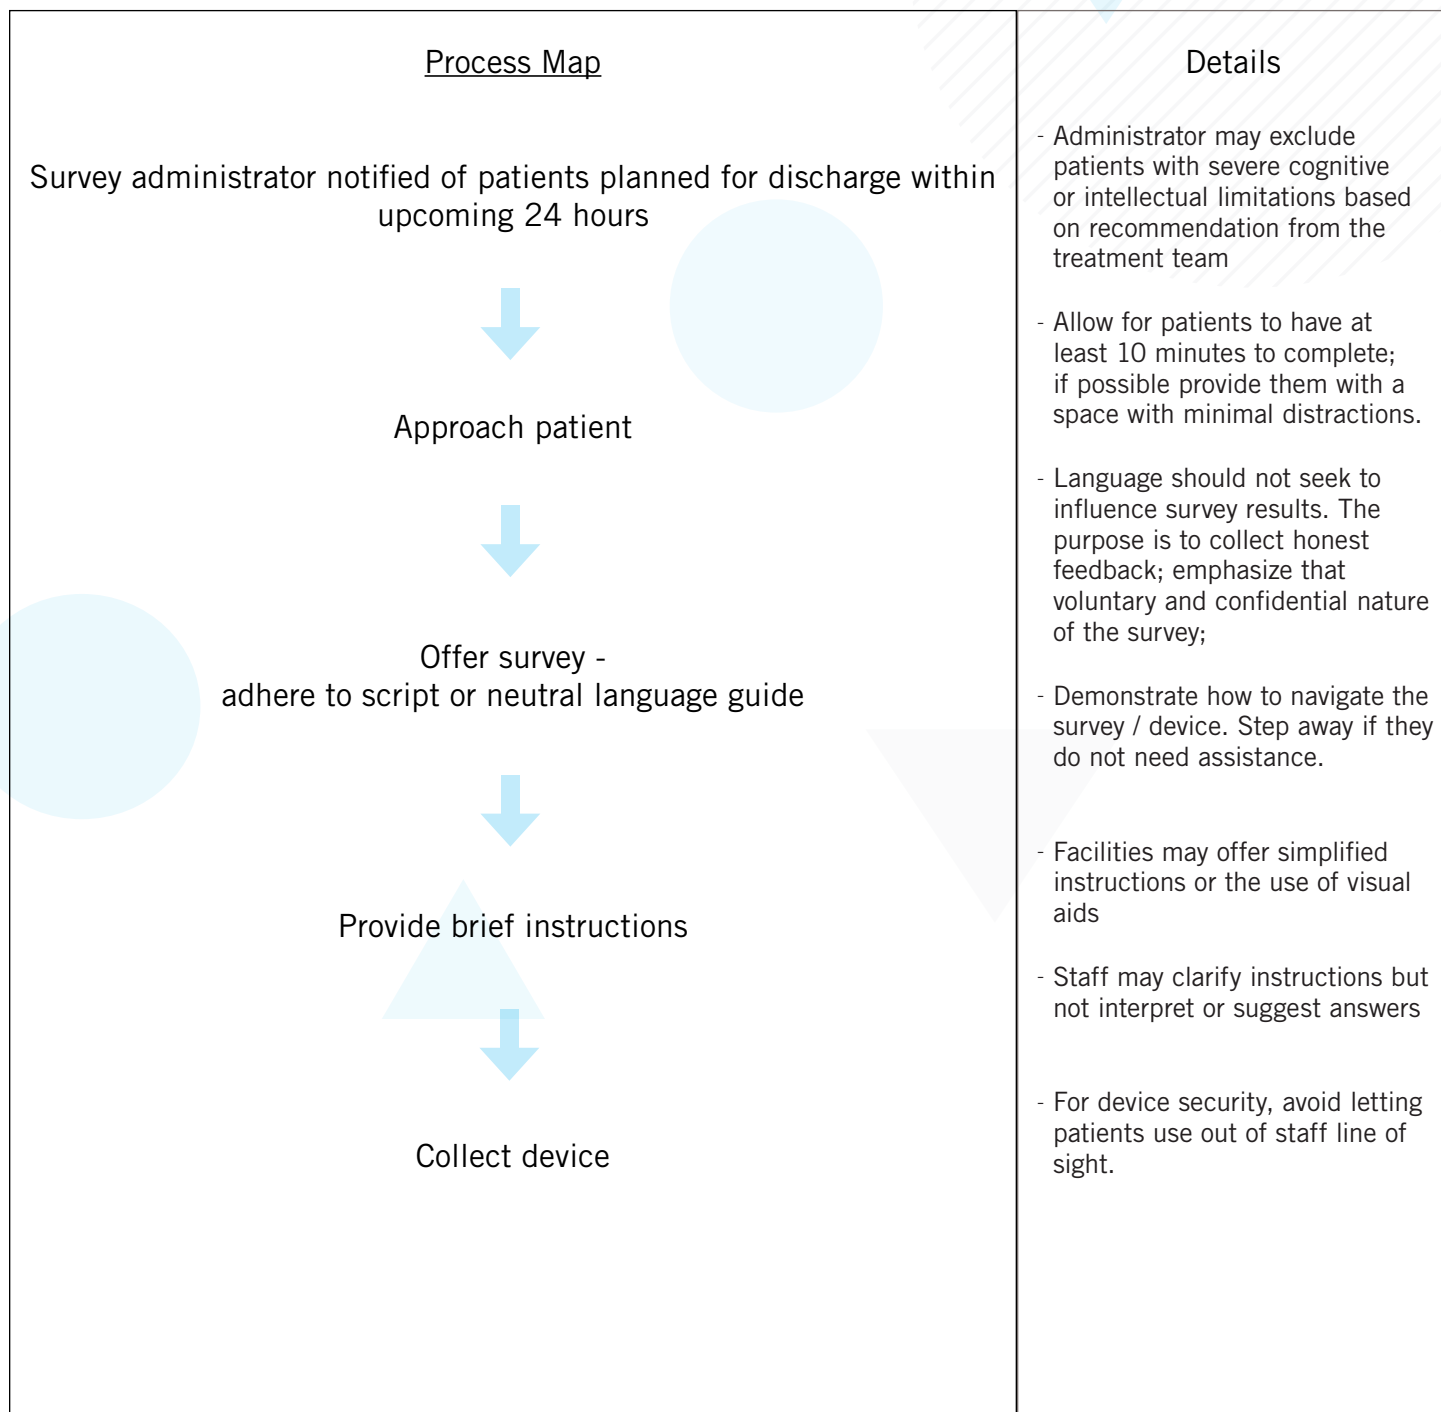 Process Map
Survey administrator notified of patients planned for discharge within
upcoming 24 hours
Approach patient
Offer survey -
adhere to script or neutral language guide
Provide brief instructions
Collect device
Details
- Administrator may exclude
patients with severe cognitive
or intellectual limitations based
on recommendation from the
treatment team
- Allow for patients to have at
least 10 minutes to complete;
if possible provide them with a
space with minimal distractions.
- Language should not seek to
influence survey results. The
purpose is to collect honest
feedback; emphasize that
voluntary and confidential nature
of the survey;
- Demonstrate how to navigate the
survey / device. Step away if they
do not need assistance.
- Facilities may offer simplified
instructions or the use of visual
aids
- Staff may clarify instructions but
not interpret or suggest answers
- For device security, avoid letting
patients use out of staff line of
sight.